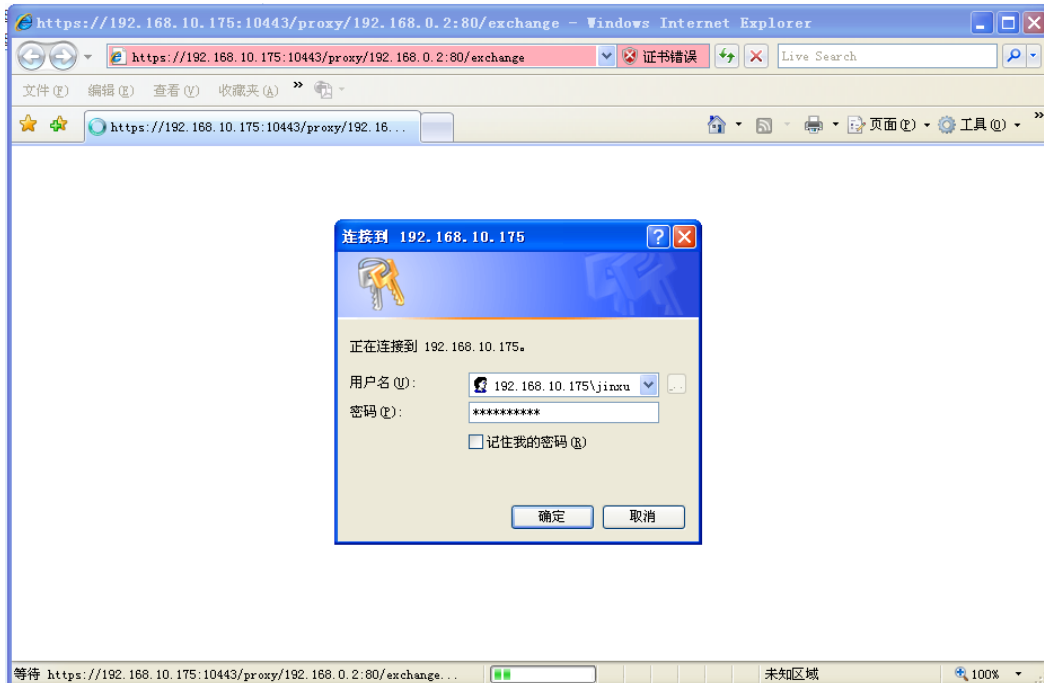 https://192.168.10.175:10443/proxy/192.168.0.2:80/exchange - Windows Internet Explorer
https://192.168.10.175:10443/proxy/192.168.0.2:80/exchange 证书错误 Live Search
文件(F) 编辑(E) 查看(V) 收藏夹(A) »
https://192.168.10.175:10443/proxy/192.16... 页面(P) 工具(O) »
连接到 192.168.10.175
正在连接到 192.168.10.175。
用户名(U): 192.168.10.175\jinxu
密码(P): **********
记住我的密码(R)
确定 取消
等待 https://192.168.10.175:10443/proxy/192.168.0.2:80/exchange... 未知区域 100%